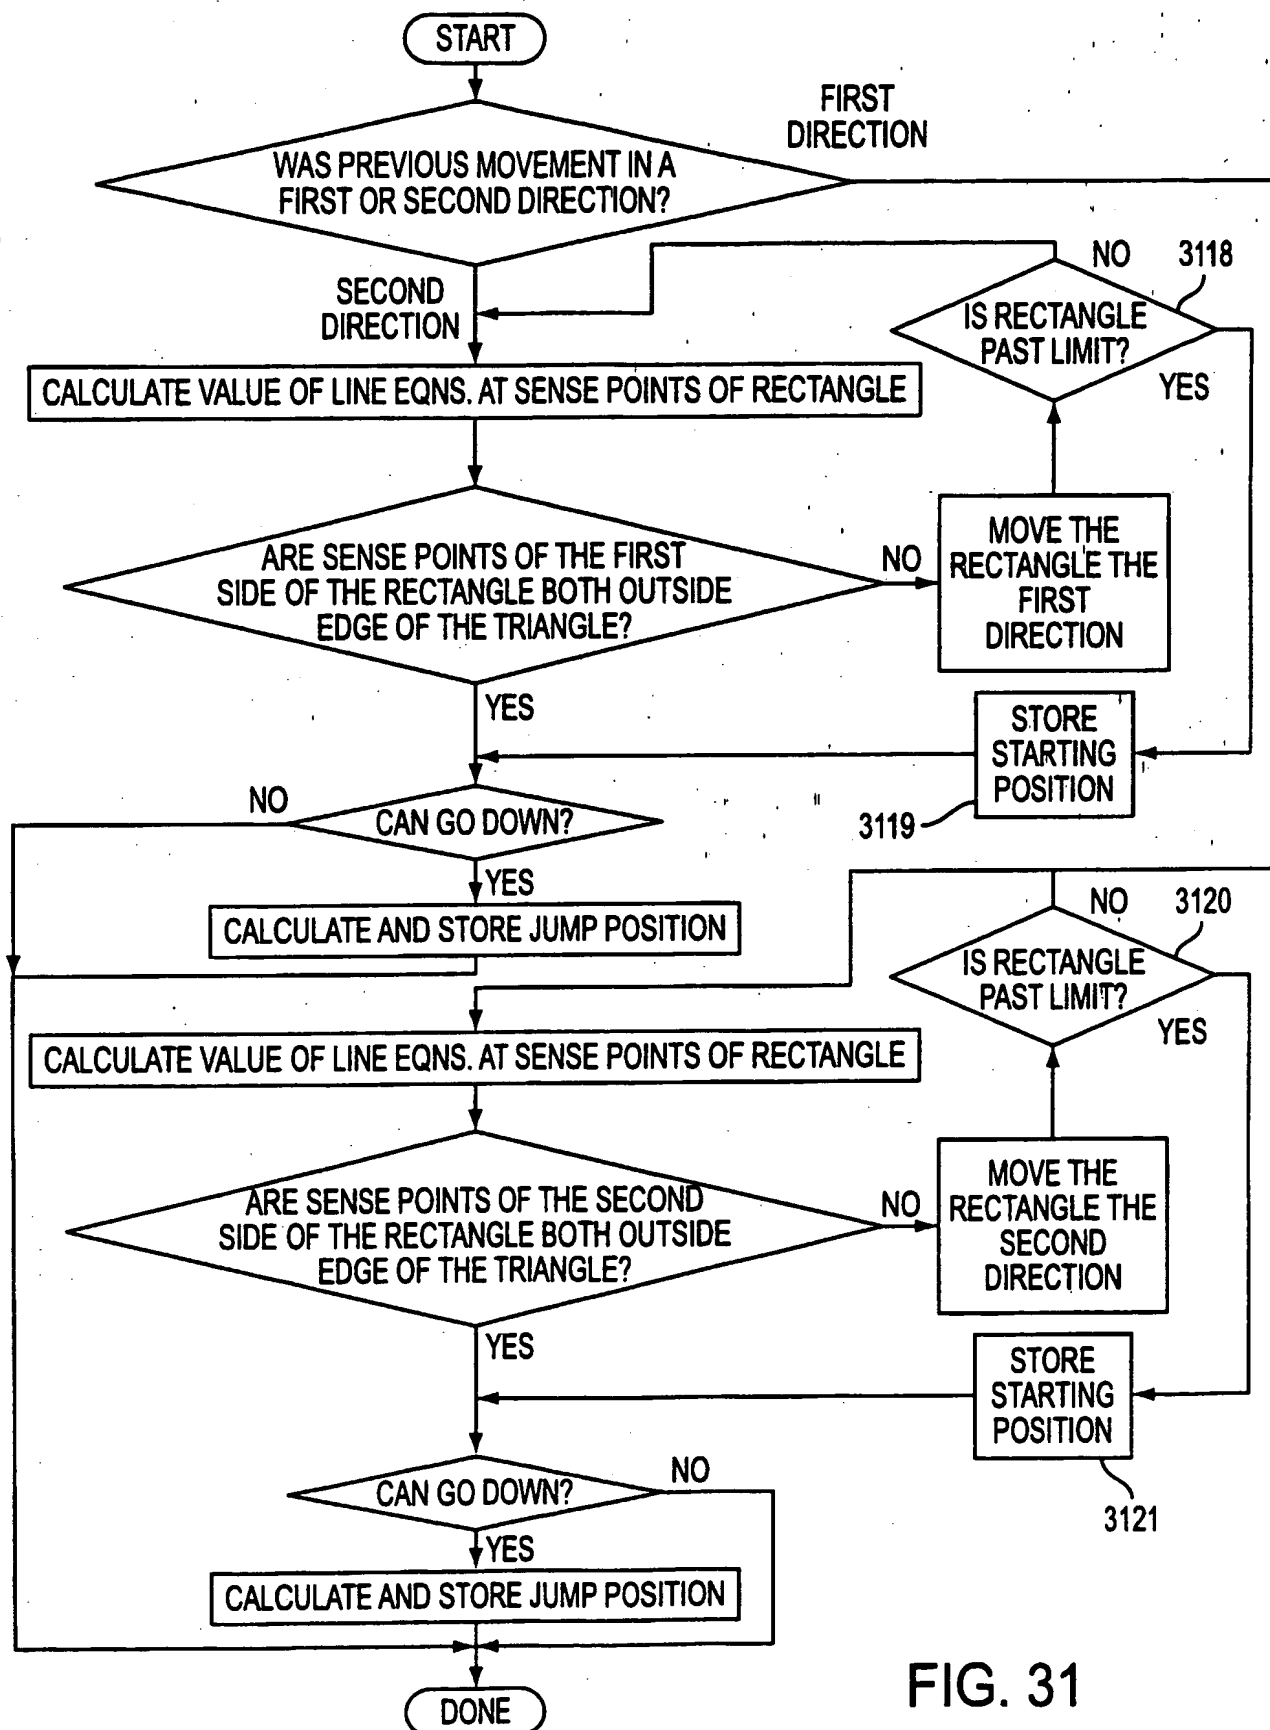 START
FIRST
DIRECTION
WAS PREVIOUS MOVEMENT IN A
FIRST OR SECOND DIRECTION?
NO
3118
SECOND
DIRECTION
IS RECTANGLE
PAST LIMIT?
YES
CALCULATE VALUE OF LINE EQNS. AT SENSE POINTS OF RECTANGLE
ARE SENSE POINTS OF THE FIRST
SIDE OF THE RECTANGLE BOTH OUTSIDE
EDGE OF THE TRIANGLE?
NO
MOVE THE
RECTANGLE THE
FIRST
DIRECTION
YES
STORE
STARTING
POSITION
3119
NO
CAN GO DOWN?
YES
CALCULATE AND STORE JUMP POSITION
NO
3120
IS RECTANGLE
PAST LIMIT?
YES
CALCULATE VALUE OF LINE EQNS. AT SENSE POINTS OF RECTANGLE
ARE SENSE POINTS OF THE SECOND
SIDE OF THE RECTANGLE BOTH OUTSIDE
EDGE OF THE TRIANGLE?
NO
MOVE THE
RECTANGLE THE
SECOND
DIRECTION
YES
STORE
STARTING
POSITION
3121
CAN GO DOWN?
NO
YES
CALCULATE AND STORE JUMP POSITION
DONE
FIG. 31